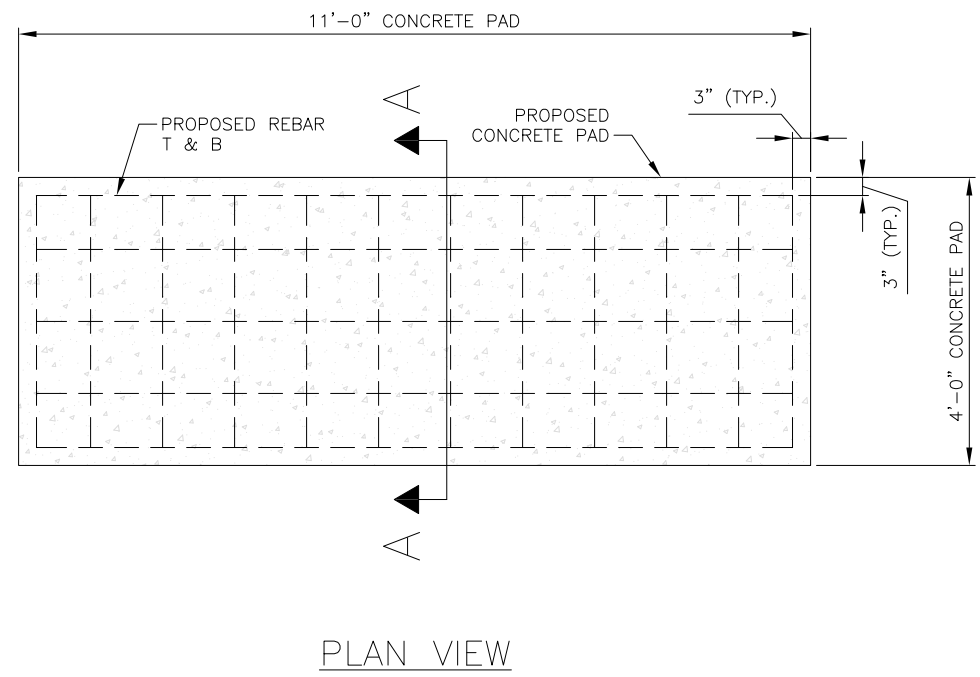 11'-0" CONCRETE PAD
A
3" (TYP.)
PROPOSED REBAR
T & B
PROPOSED
CONCRETE PAD
3" (TYP.)
4'-0" CONCRETE PAD
A
PLAN VIEW